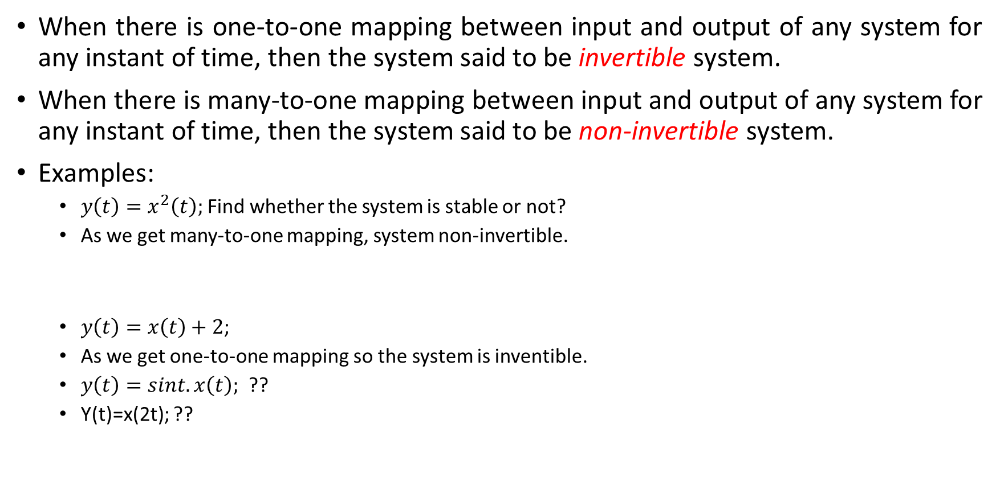 • When there is one-to-one mapping between input and output of any system for
any instant of time, then the system said to be invertible system.
• When there is many-to-one mapping between input and output of any system for
any instant of time, then the system said to be non-invertible system.
• Examples:
• y(t) = x²(t); Find whether the system is stable or not?
• As we get many-to-one mapping, system non-invertible.
• y(t) = x(t) + 2;
• As we get one-to-one mapping so the system is inventible.
• y(t) = sint. x(t); ??
• Y(t)=x(2t); ??